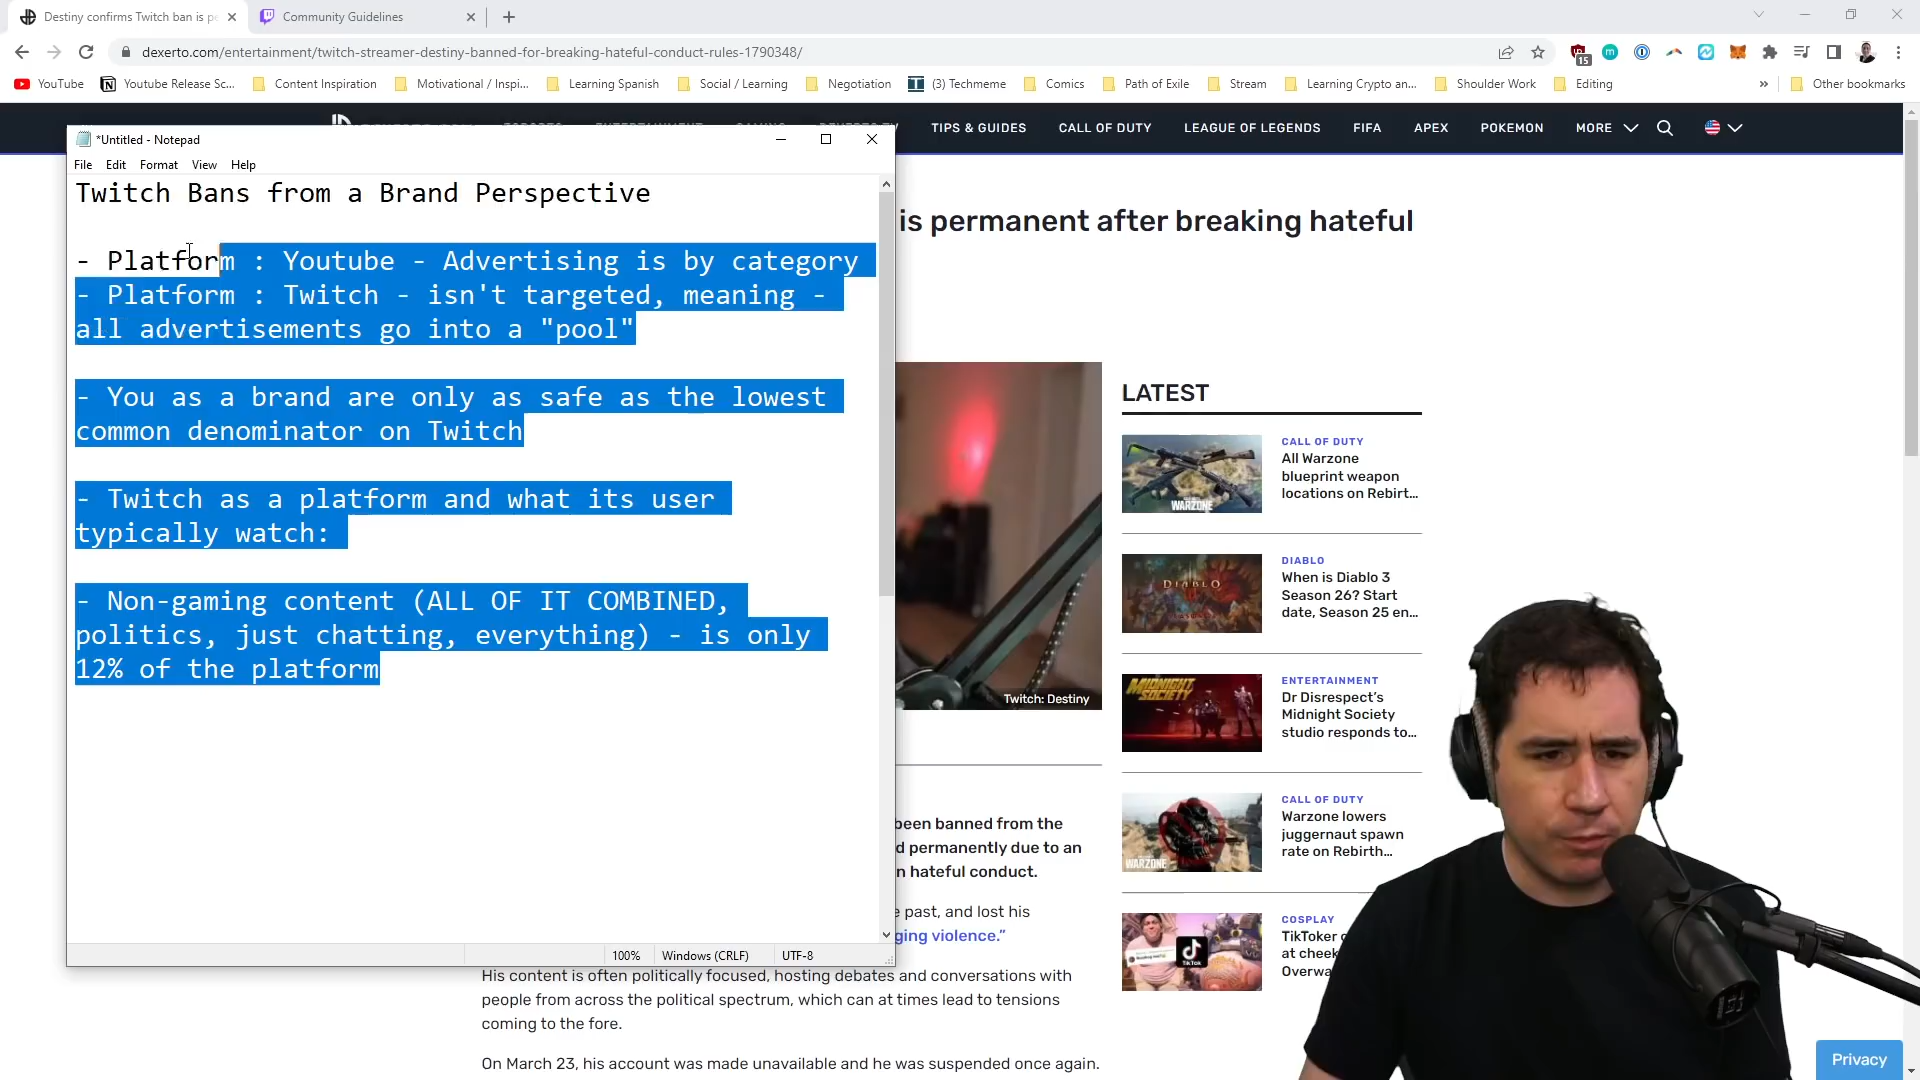 Destiny confirms Twitch ban is pe
Community Guidelines
dexerto.com/entertainment/twitch-streamer-destiny-banned-for-breaking-hateful-conduct-rules-1790348/
15
YouTube
Youtube Release Sc...
Content Inspiration
Motivational / Inspi...
Learning Spanish
Social / Learning
Negotiation
(3) Techmeme
Comics
Path of Exile
Stream
Learning Crypto an...
Shoulder Work
Editing
»
Other bookmarks
TIPS & GUIDES
CALL OF DUTY
LEAGUE OF LEGENDS
FIFA
APEX
POKEMON
MORE
*Untitled - Notepad
File Edit Format View Help
Twitch Bans from a Brand Perspective
- Platform : Youtube - Advertising is by category
- Platform : Twitch - isn't targeted, meaning -
all advertisements go into a "pool"
- You as a brand are only as safe as the lowest
common denominator on Twitch
- Twitch as a platform and what its user
typically watch:
- Non-gaming content (ALL OF IT COMBINED,
politics, just chatting, everything) - is only
12% of the platform
100%
Windows (CRLF)
UTF-8
is permanent after breaking hateful
Twitch: Destiny
been banned from the
d permanently due to an
n hateful conduct.
e past, and lost his
ging violence.”
His content is often politically focused, hosting debates and conversations with
people from across the political spectrum, which can at times lead to tensions
coming to the fore.
On March 23, his account was made unavailable and he was suspended once again.
LATEST
WARZONE
CALL OF DUTY
All Warzone
blueprint weapon
locations on Rebirt...
DIABLO
DIABLO
When is Diablo 3
Season 26? Start
date, Season 25 en...
MIDNIGHT
SOCIETY
ENTERTAINMENT
Dr Disrespect’s
Midnight Society
studio responds to...
WARZONE
CALL OF DUTY
Warzone lowers
juggernaut spawn
rate on Rebirth...
TikTok
COSPLAY
TikToker
at cheek
Overwa
Privacy